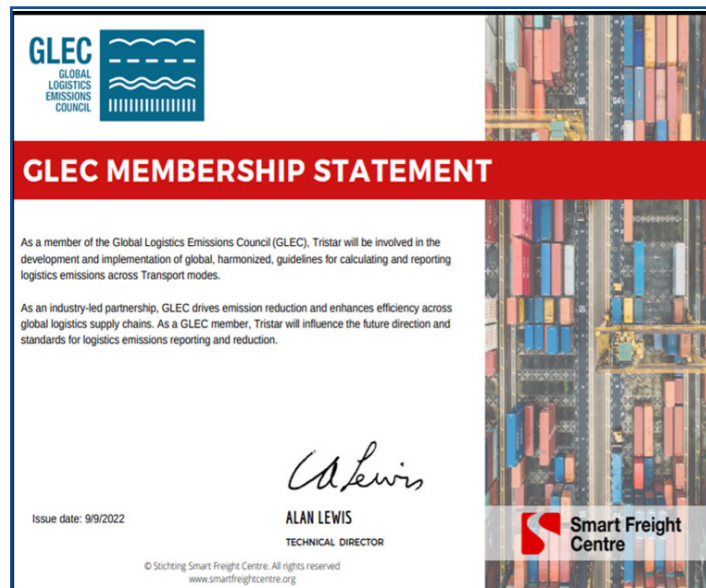 GLEC
GLOBAL
LOGISTICS
EMISSIONS
COUNCIL
GLEC MEMBERSHIP STATEMENT
As a member of the Global Logistics Emissions Council (GLEC), Tristar will be involved in the
development and implementation of global, harmonized, guidelines for calculating and reporting
logistics emissions across Transport modes.
As an industry-led partnership, GLEC drives emission reduction and enhances efficiency across
global logistics supply chains. As a GLEC member, Tristar will influence the future direction and
standards for logistics emissions reporting and reduction.
CA Lewis
Issue date: 9/9/2022
ALAN LEWIS
TECHNICAL DIRECTOR
Smart Freight
Centre
© Stichting Smart Freight Centre. All rights reserved
www.smartfreightcentre.org